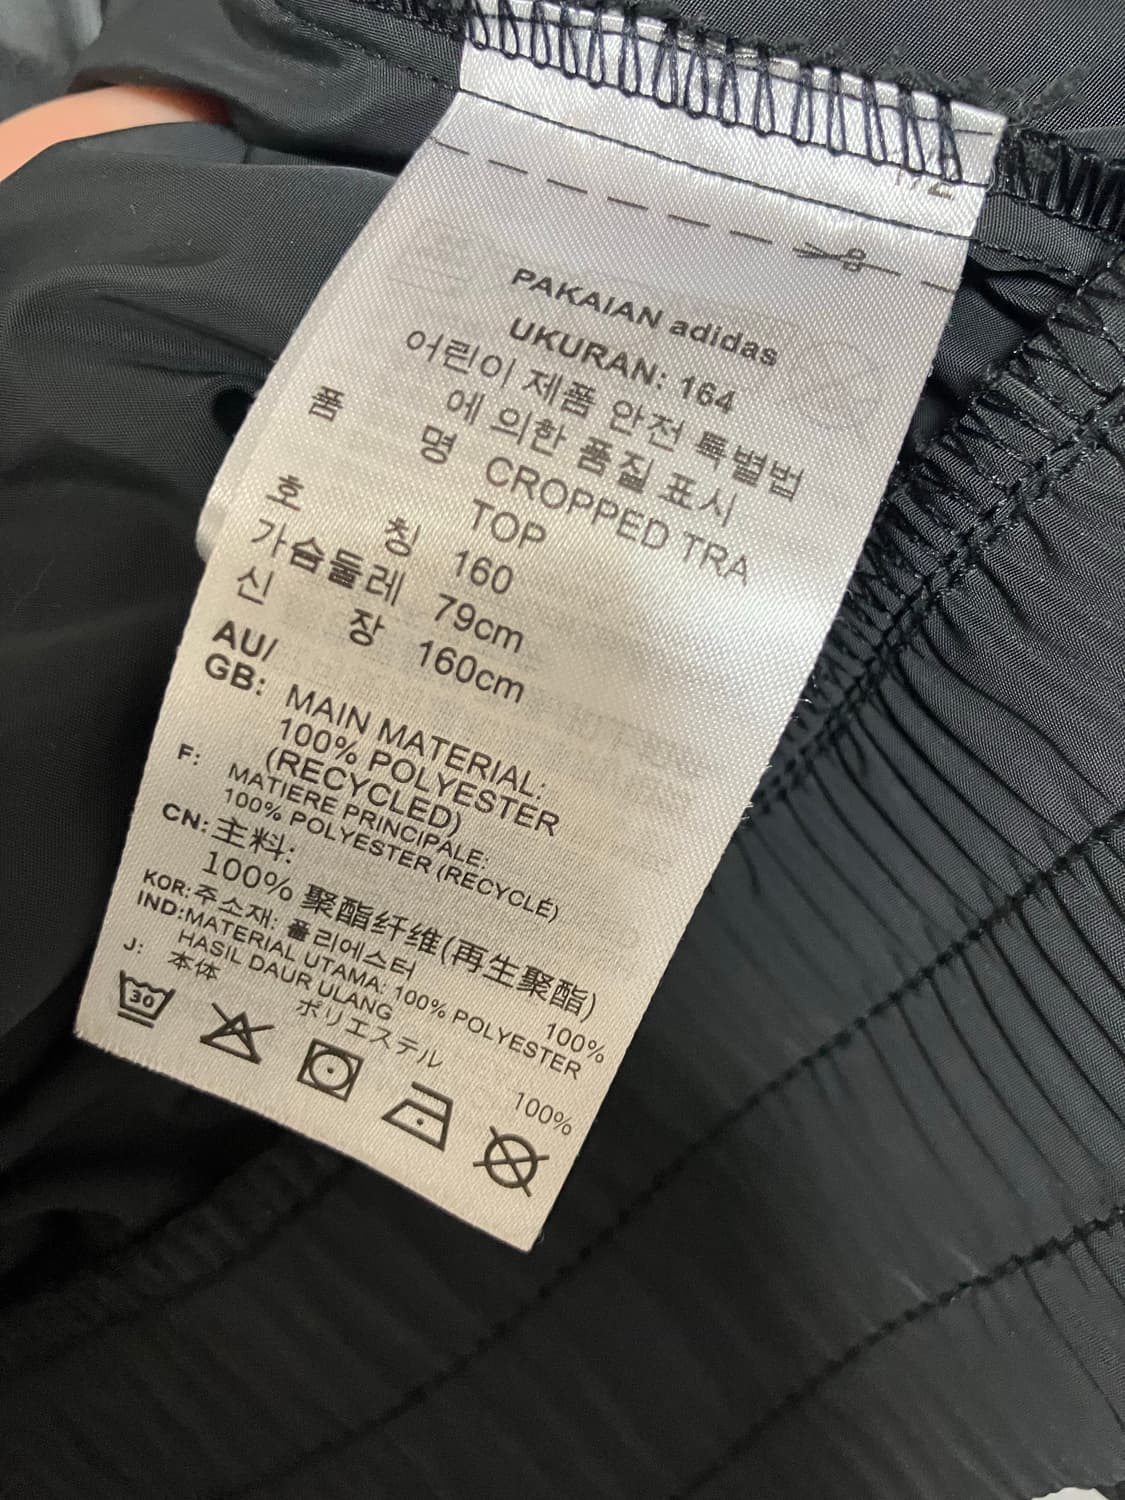 PAKAIAN adidas
UKURAN: 164
어린이 제품 안전 특별법
에 의한 품질 표시
품 명 CROPPED TRA
TOP
호 칭 160
가슴둘레 79cm
신 장 160cm
AU/
GB: MAIN MATERIAL:
100% POLYESTER
(RECYCLED)
F: MATIERE PRINCIPALE:
100% POLYESTER (RECYCLÉ)
CN: 主料:
100% 聚酯纤维(再生聚酯)
KOR: 주소재: 폴리에스터 100%
IND: MATERIAL UTAMA: 100% POLYESTER
HASIL DAUR ULANG
J: 本体
ポリエステル 100%
30